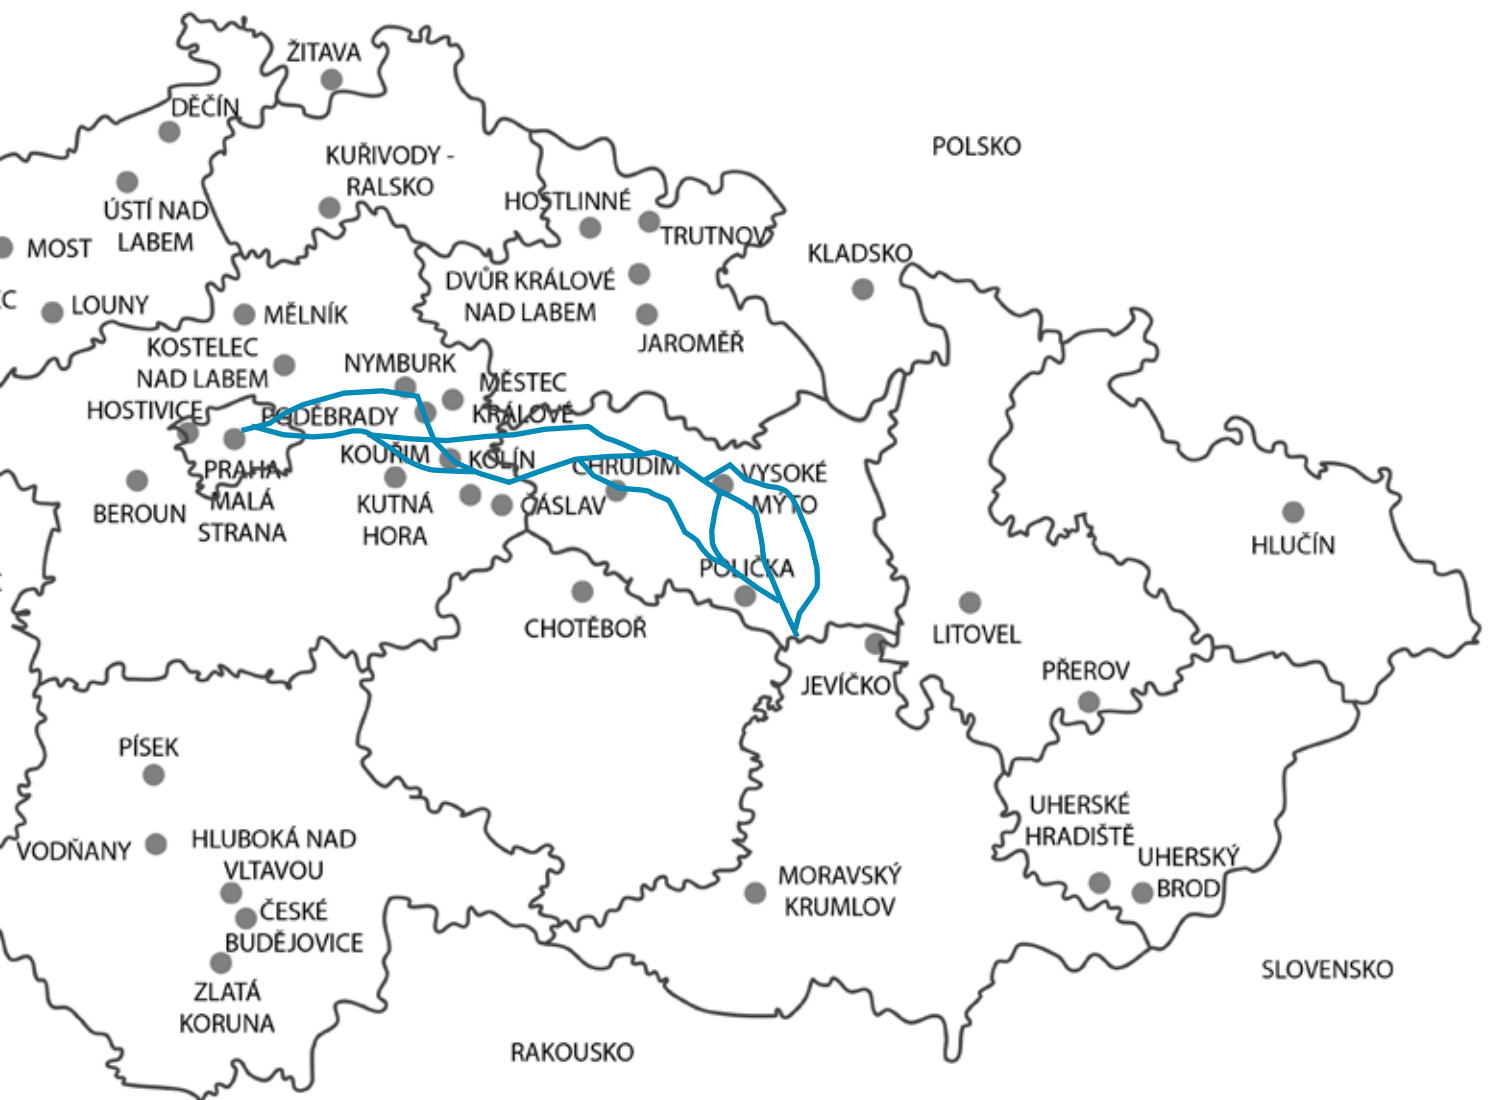 ŽITAVA
DĚČÍN
POLSKO
KUŘIVODY -
RALSKO
HOSTLINNÉ
ÚSTÍ NAD
LABEM
TRUTNOV
MOST
KLADSKO
DVŮR KRÁLOVÉ
NAD LABEM
EC
LOUNY
MĚLNÍK
JAROMĚŘ
KOSTELEC
NAD LABEM
NYMBURK
MĚSTEC
KRÁLOVÉ
HOSTIVICE
PODĚBRADY
KOUŘIM
KOLÍN
CHRUDIM
VYSOKÉ
MÝTO
PRAHA-
MALÁ
STRANA
BEROUN
KUTNÁ
HORA
ČÁSLAV
HLUČÍN
POLIČKA
CHOTĚBOŘ
LITOVEL
PŘEROV
JEVÍČKO
PÍSEK
UHERSKÉ
HRADIŠTĚ
VODŇANY
HLUBOKÁ NAD
VLTAVOU
UHERSKÝ
BROD
MORAVSKÝ
KRUMLOV
ČESKÉ
BUDĚJOVICE
SLOVENSKO
ZLATÁ
KORUNA
RAKOUSKO